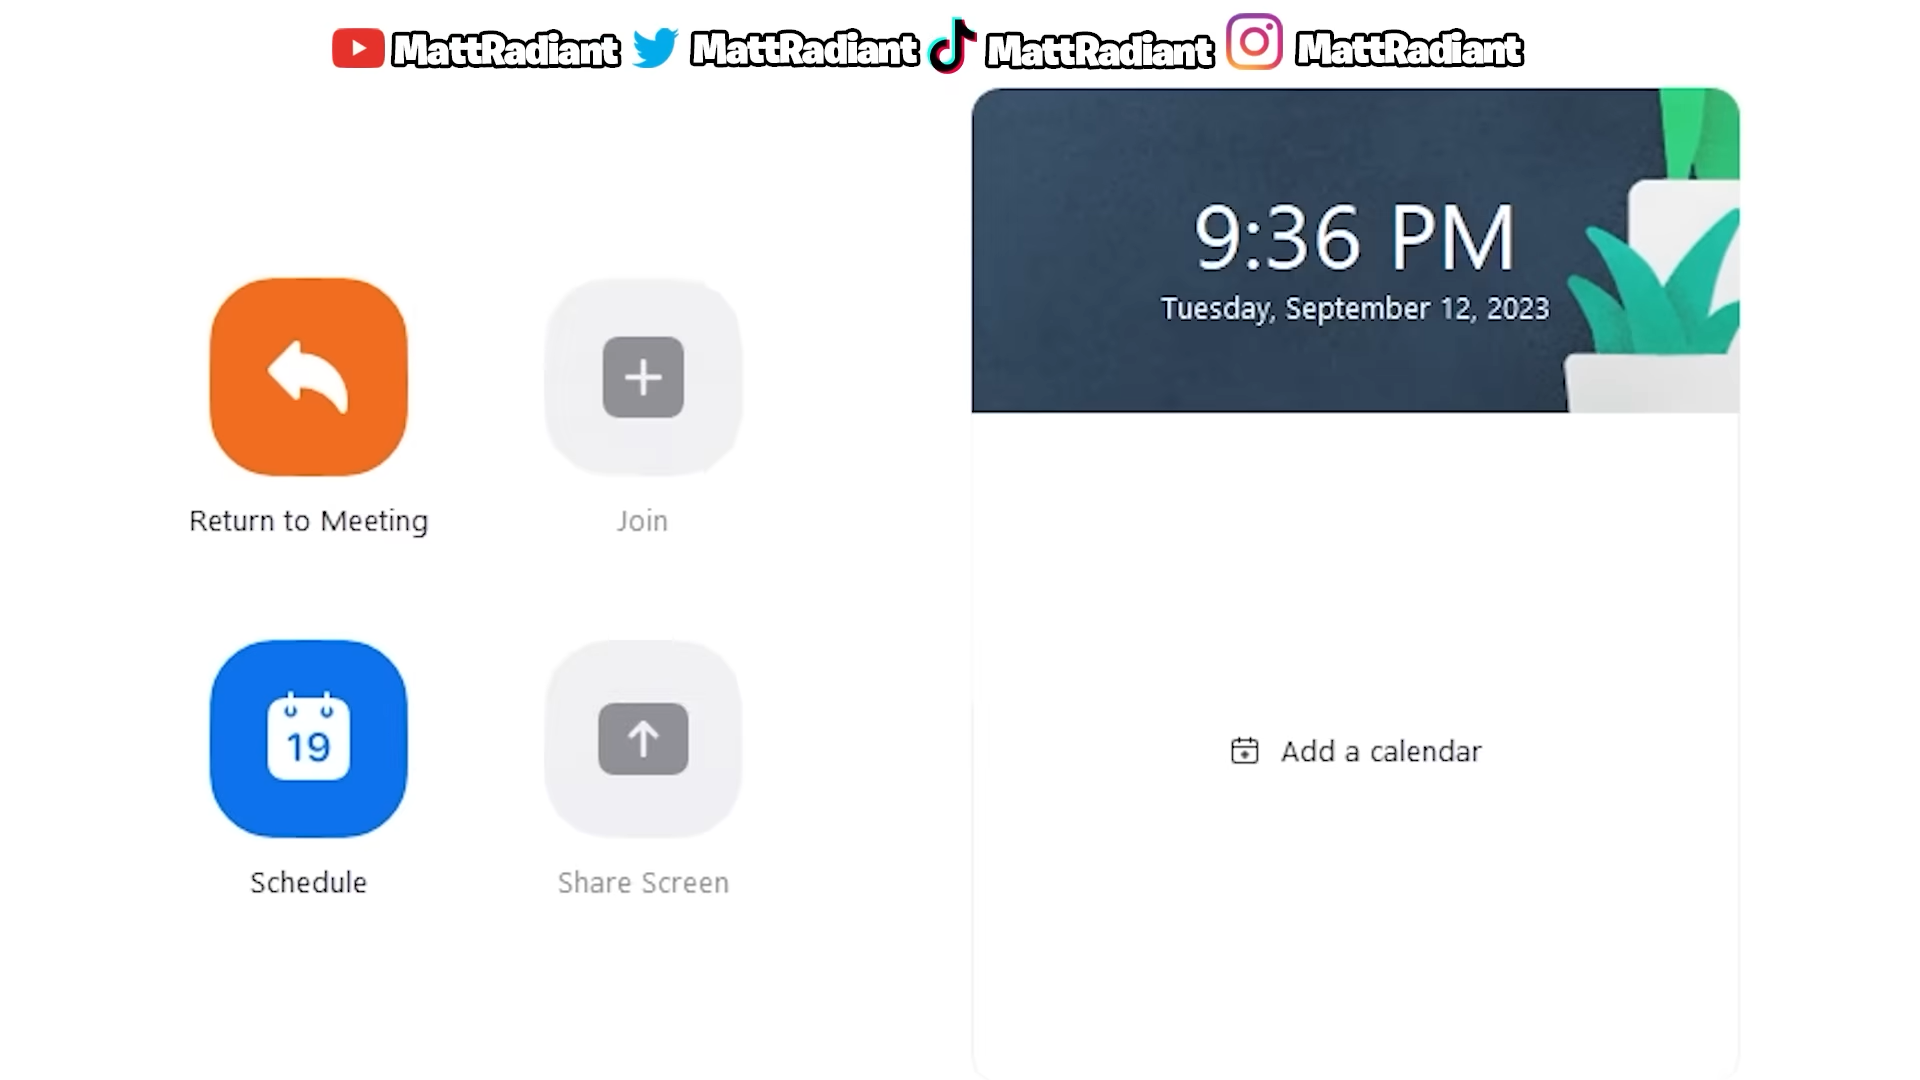 MattRadiant MattRadiant MattRadiant MattRadiant
9:36 PM
Tuesday, September 12, 2023
Return to Meeting
Join
19
Schedule
Share Screen
Add a calendar